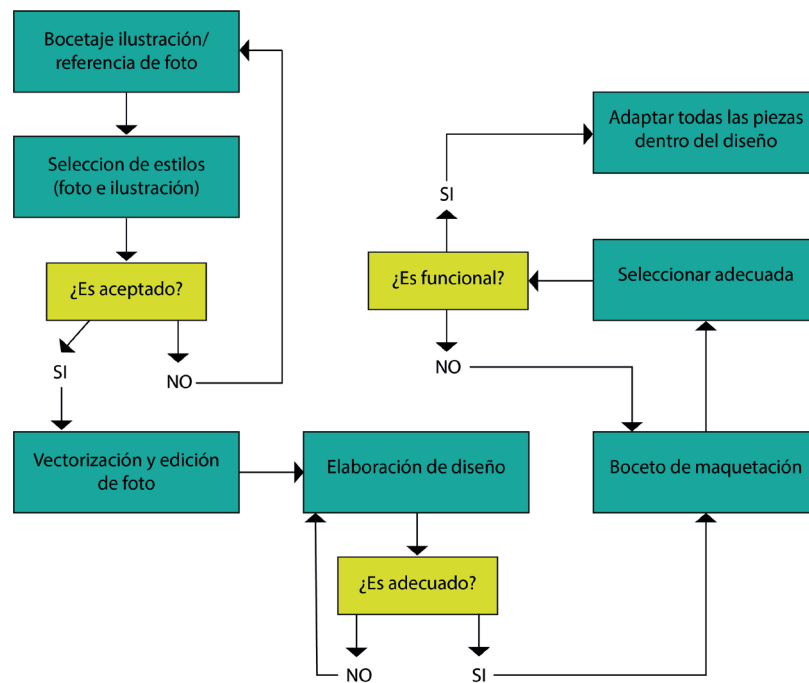 Bocetaje ilustración/
referencia de foto
Seleccion de estilos
(foto e ilustración)
¿Es aceptado?
SI
NO
Vectorización y edición
de foto
Elaboración de diseño
¿Es adecuado?
NO
SI
Boceto de maquetación
Seleccionar adecuada
¿Es funcional?
NO
SI
Adaptar todas las piezas
dentro del diseño